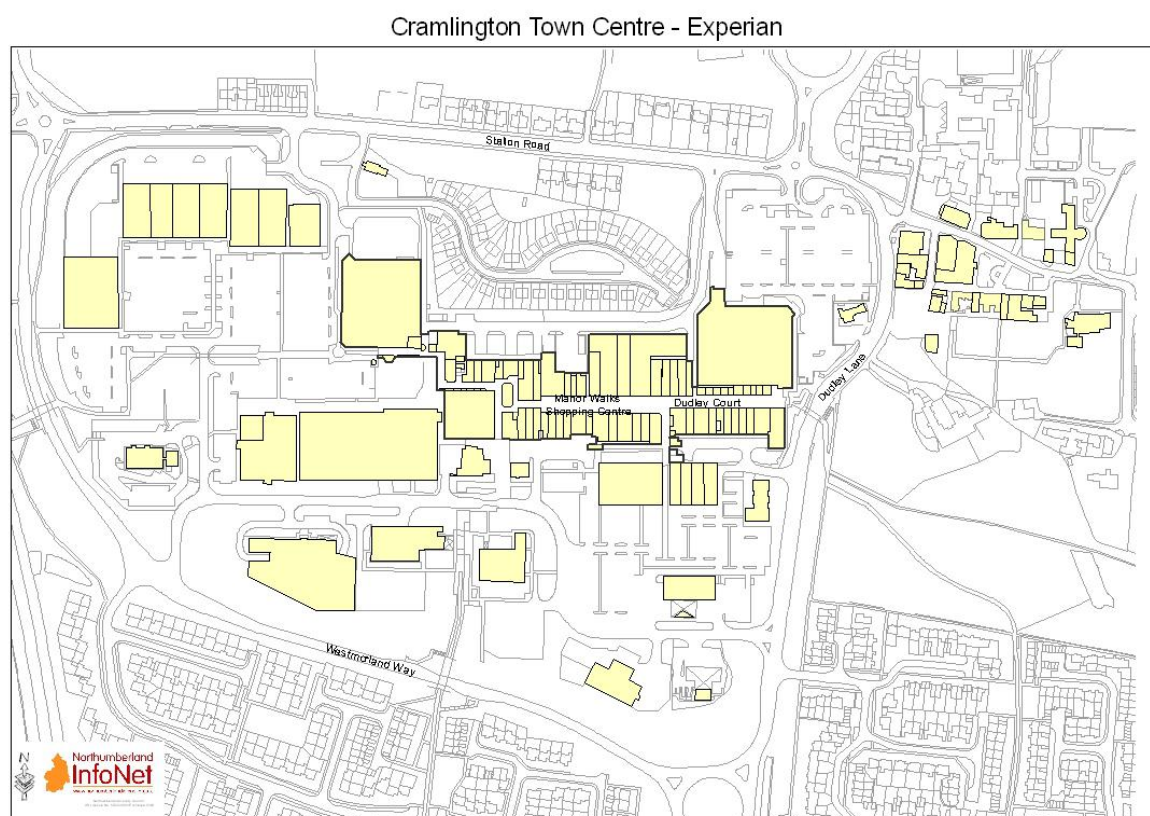 Cramlington Town Centre - Experian
Station Road
Dudley Lane
Manor Walks
Shopping Centre
Dudley Court
Westmorland Way
N
Northumberland
InfoNet